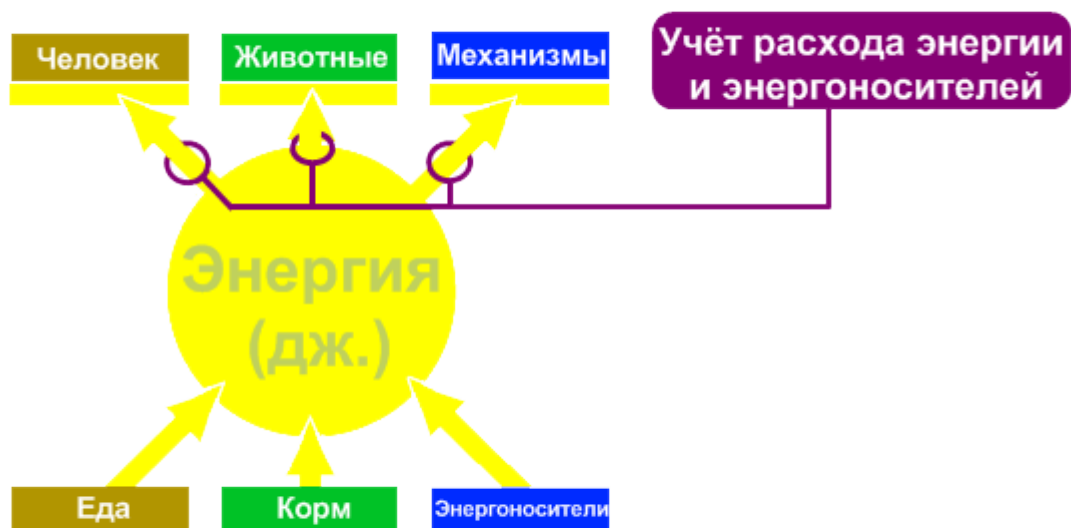 Человек
Животные
Механизмы
Учёт расхода энергии
и энергоносителей
Энергия
(дж.)
Еда
Корм
Энергоносители